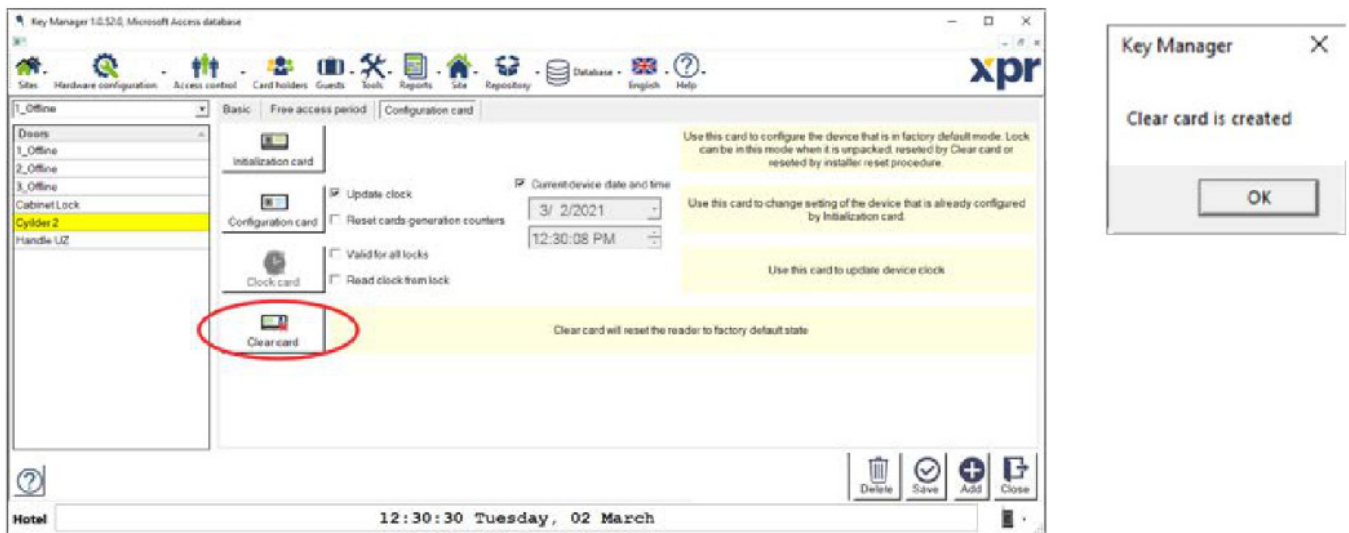 Key Manager 1.0.52.0, Microsoft Access database
xpr
Sites Hardware configuration Access control Card holders Guests Tools Reports Site Repository Database English Help
1_Offline
Doors
1_Offline
2_Offline
3_Offline
Cabinet Lock
Cyilder 2
Handle UZ
Basic Free access period Configuration card
Initialization card
Use this card to configure the device that is in factory default mode. Lock
can be in this mode when it is unpacked, reseted by Clear card or
reseted by installer reset procedure.
Configuration card
Update clock
Reset cards generation counters
Current device date and time
3/ 2/2021
12:30:08 PM
Use this card to change setting of the device that is already configured
by Initialization card.
Clock card
Valid for all locks
Read clock from lock
Use this card to update device clock
Clear card
Clear card will reset the reader to factory default state
Delete Save Add Close
Hotel
12:30:30 Tuesday, 02 March
Key Manager
Clear card is created
OK